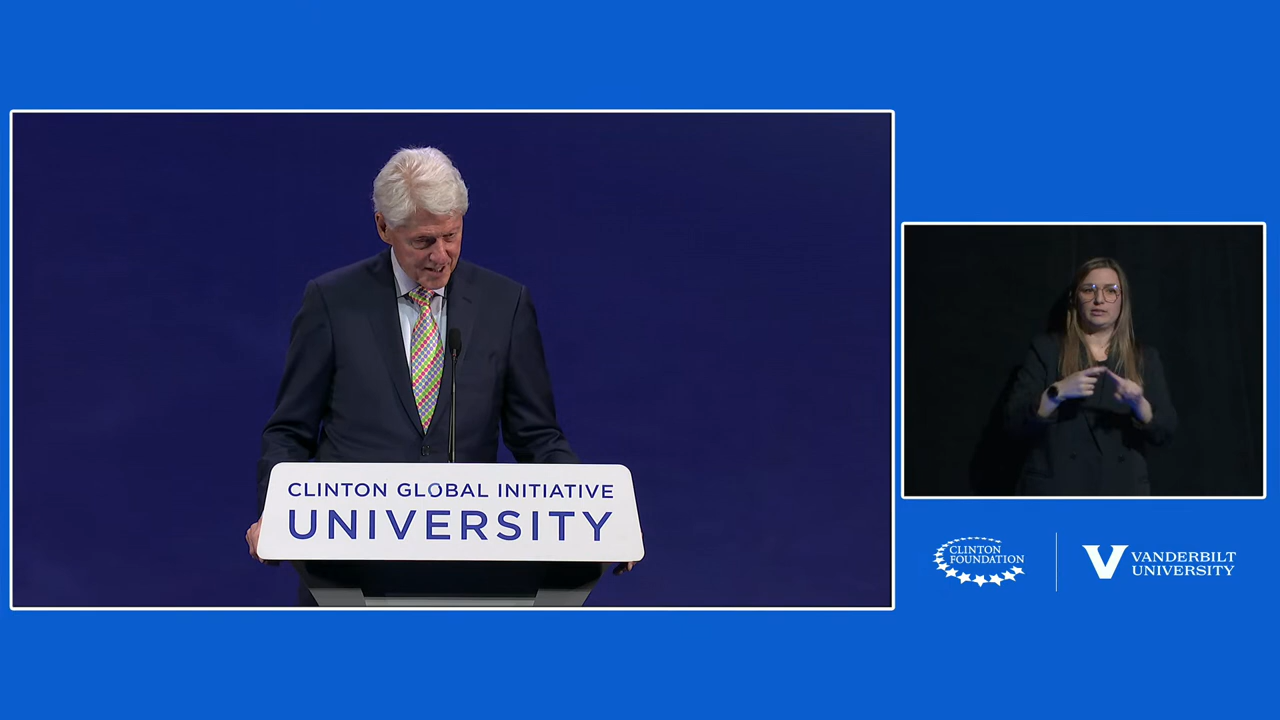 CLINTON GLOBAL INITIATIVE
UNIVERSITY
CLINTON
FOUNDATION
VANDERBILT
UNIVERSITY